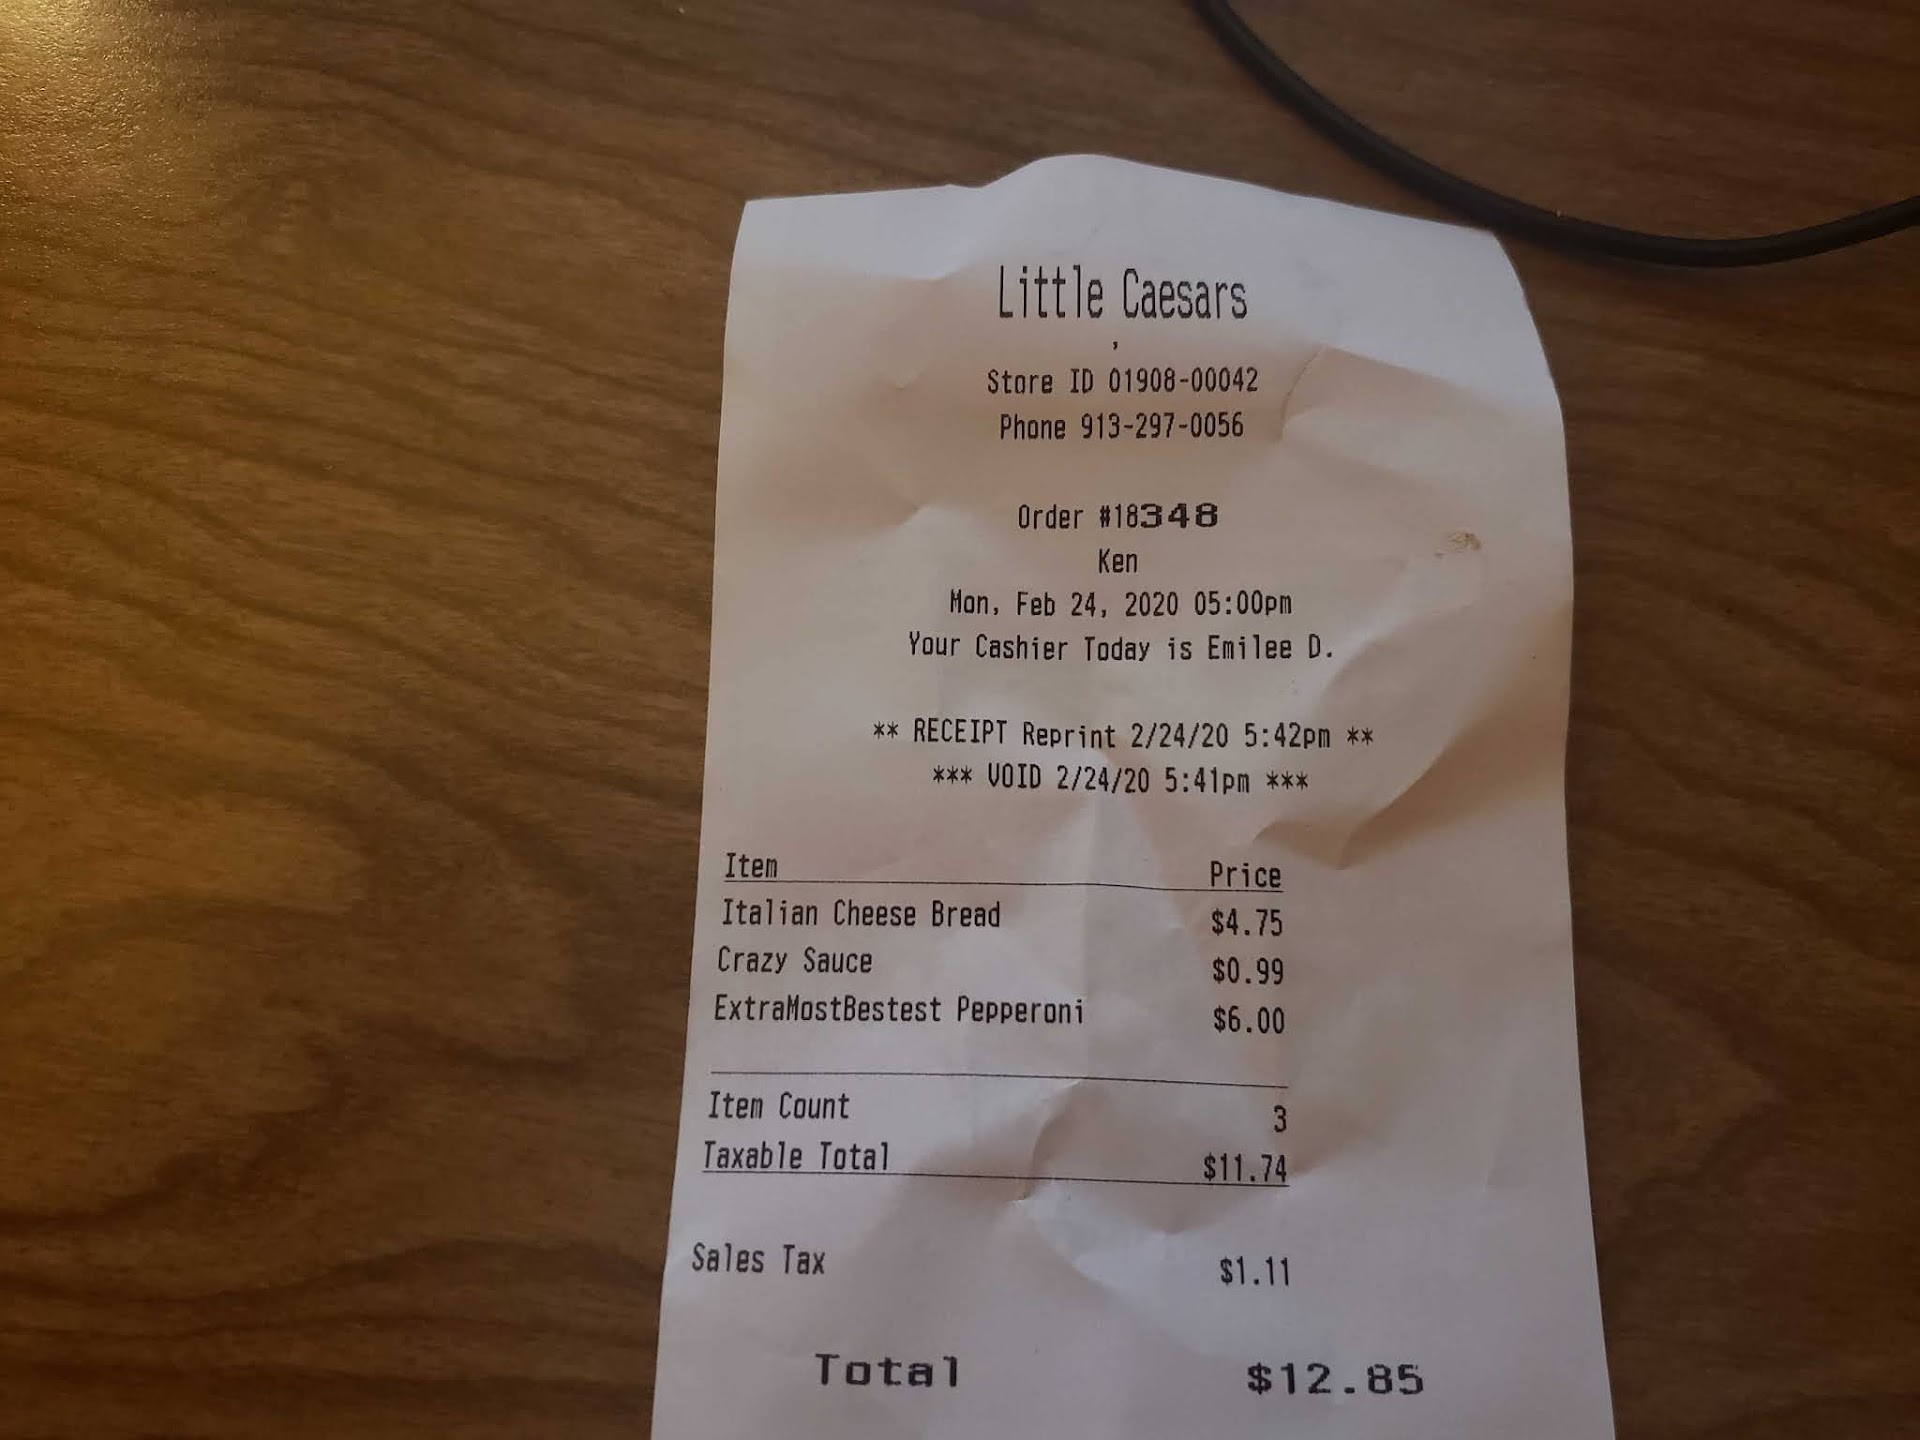 Little Caesars
,
Store ID 01908-00042
Phone 913-297-0056
Order #18348
Ken
Mon, Feb 24, 2020 05:00pm
Your Cashier Today is Emilee D.
** RECEIPT Reprint 2/24/20 5:42pm **
*** VOID 2/24/20 5:41pm ***
Item Price
Italian Cheese Bread $4.75
Crazy Sauce $0.99
ExtraMostBestest Pepperoni $6.00
Item Count 3
Taxable Total $11.74
Sales Tax $1.11
Total $12.85